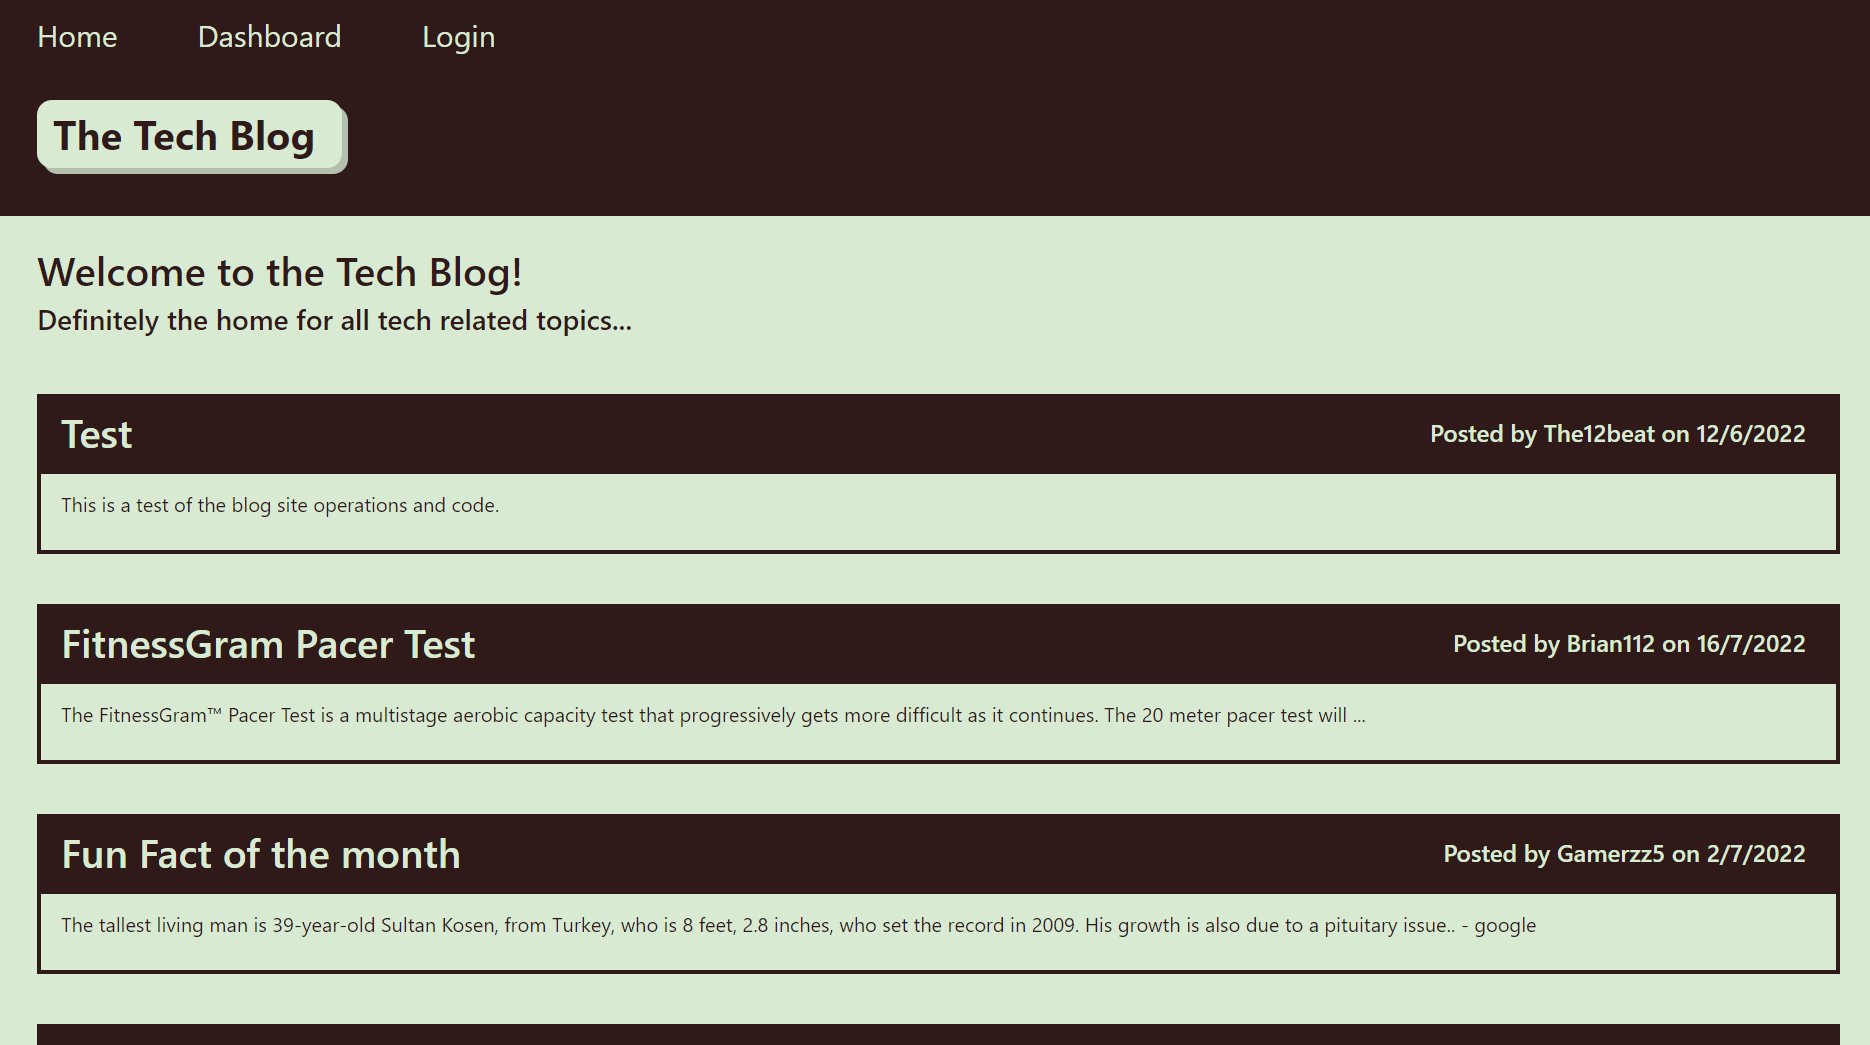 Home Dashboard Login
The Tech Blog
Welcome to the Tech Blog!
Definitely the home for all tech related topics...
Test Posted by The12beat on 12/6/2022
This is a test of the blog site operations and code.
FitnessGram Pacer Test Posted by Brian112 on 16/7/2022
The FitnessGram™ Pacer Test is a multistage aerobic capacity test that progressively gets more difficult as it continues. The 20 meter pacer test will ...
Fun Fact of the month Posted by Gamerzz5 on 2/7/2022
The tallest living man is 39-year-old Sultan Kosen, from Turkey, who is 8 feet, 2.8 inches, who set the record in 2009. His growth is also due to a pituitary issue.. - google